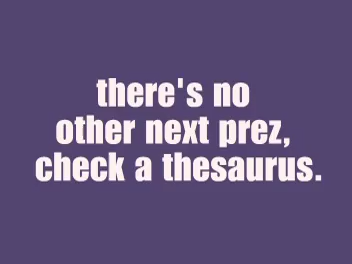 there's no
other next prez,
check a thesaurus.